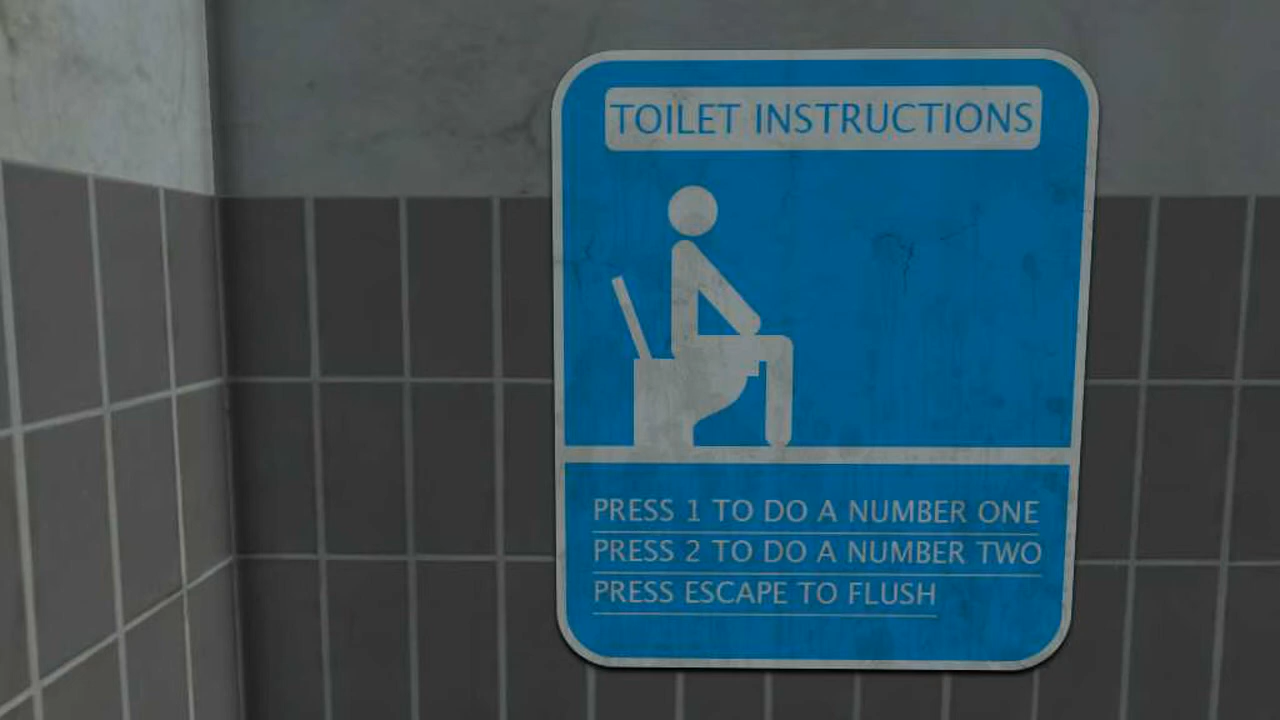 TOILET INSTRUCTIONS
PRESS 1 TO DO A NUMBER ONE
PRESS 2 TO DO A NUMBER TWO
PRESS ESCAPE TO FLUSH